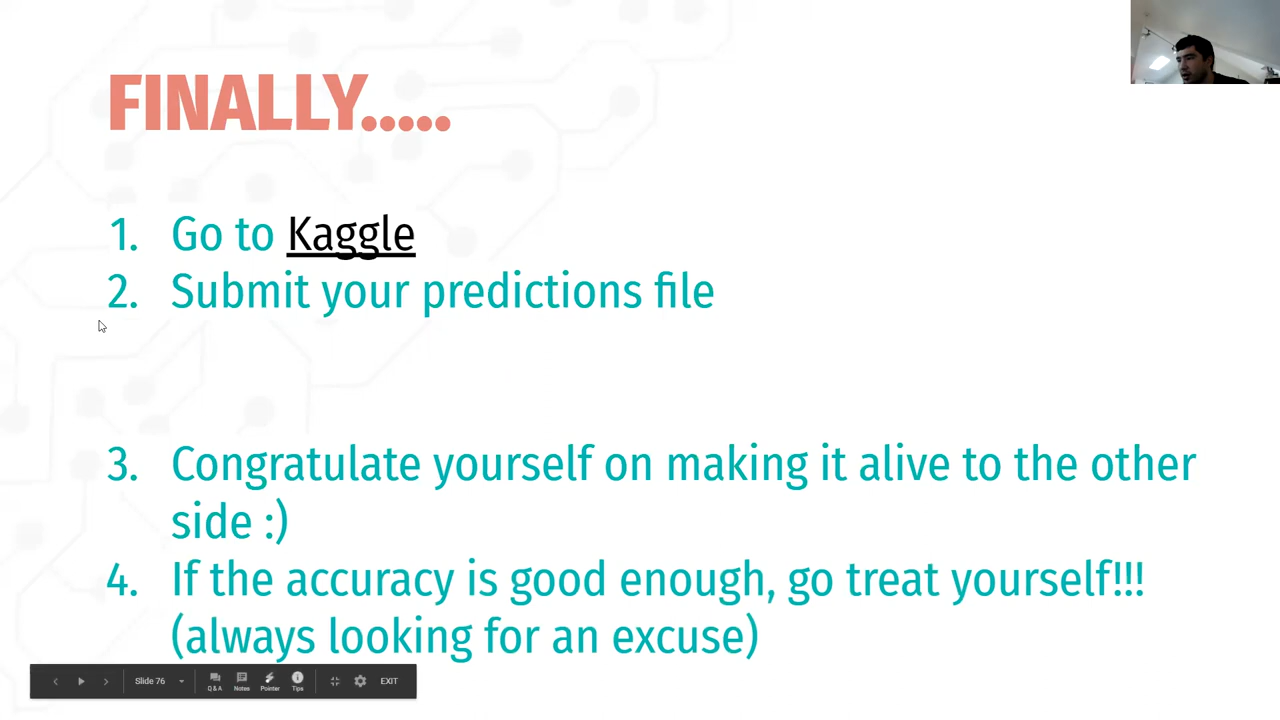 FINALLY.....
1. Go to Kaggle
2. Submit your predictions file
3. Congratulate yourself on making it alive to the other
side :)
4. If the accuracy is good enough, go treat yourself!!!
(always looking for an excuse)
Slide 76
Q & A
Notes
Pointer
Tips
EXIT